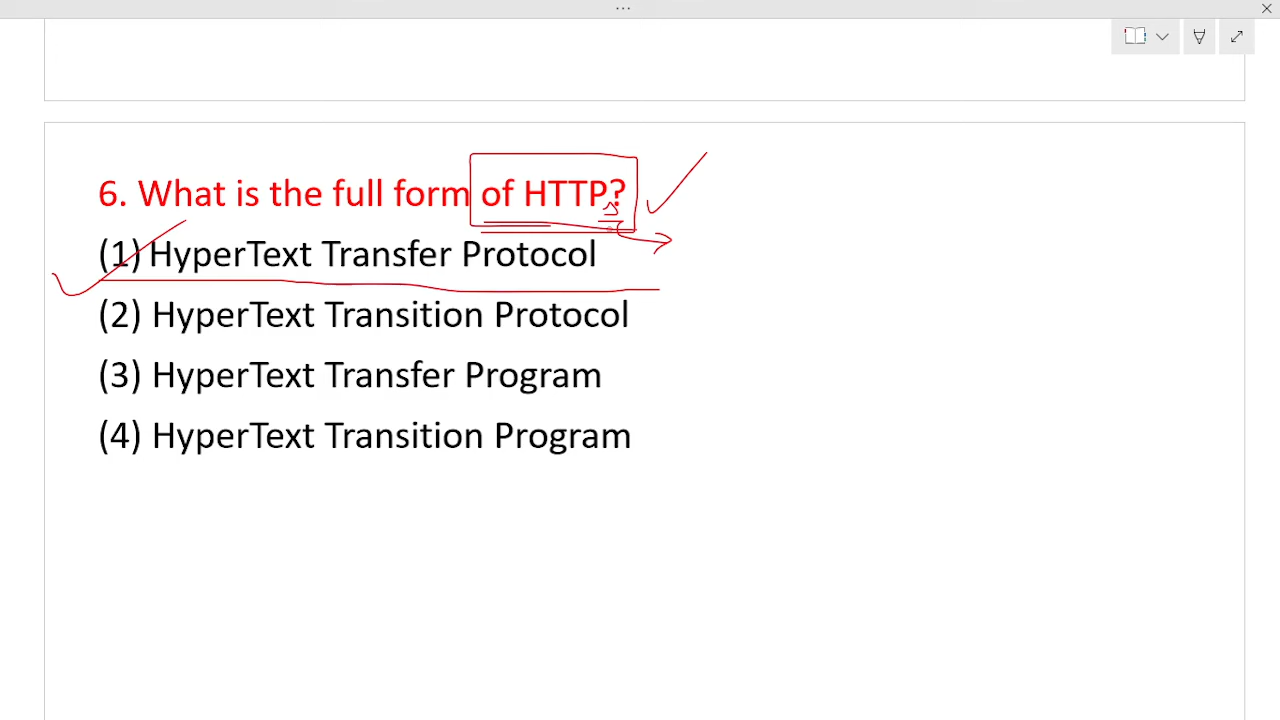 6. What is the full form of HTTP?
(1) HyperText Transfer Protocol
(2) HyperText Transition Protocol
(3) HyperText Transfer Program
(4) HyperText Transition Program